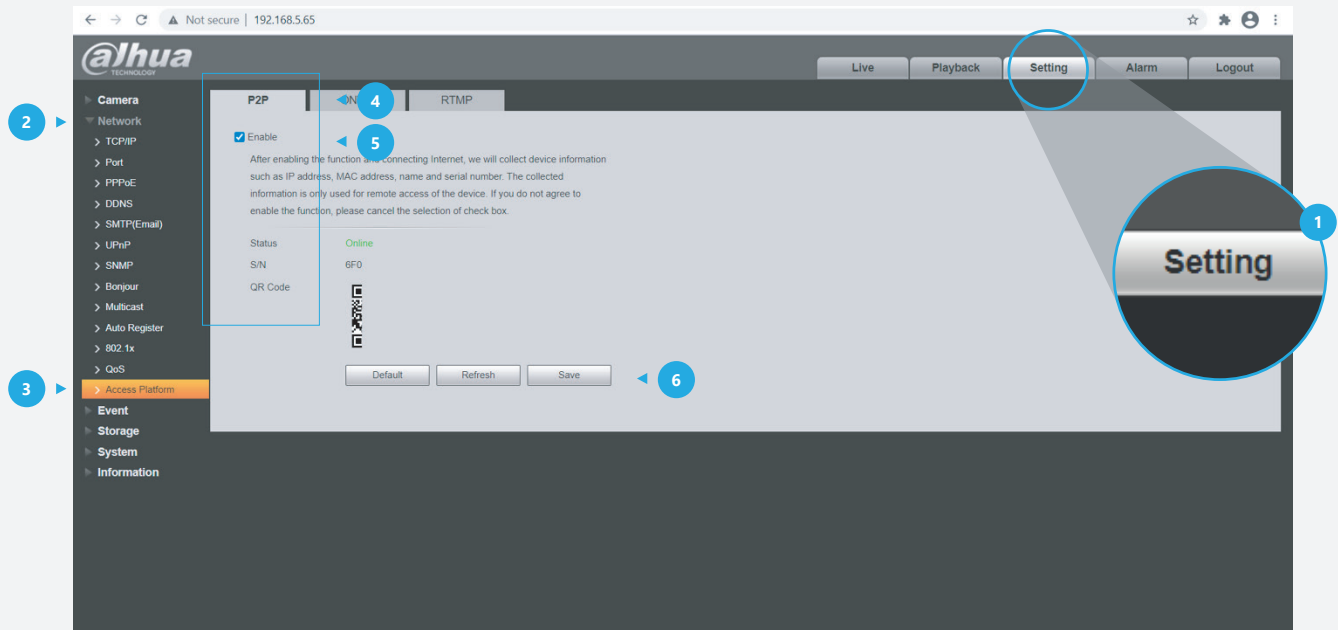 Not secure | 192.168.5.65
alhua
TECHNOLOGY
Live
Playback
Setting
Alarm
Logout
Camera
Network
TCP/IP
Port
PPPoE
DDNS
SMTP(Email)
UPnP
SNMP
Bonjour
Multicast
Auto Register
802.1x
QoS
Access Platform
Event
Storage
System
Information
P2P
RTMP
Enable
After enabling the function and connecting Internet, we will collect device information
such as IP address, MAC address, name and serial number. The collected
information is only used for remote access of the device. If you do not agree to
enable the function, please cancel the selection of check box.
Status Online
S/N 6F0
QR Code
Default Refresh Save
1
Setting
2
3
4
5
6